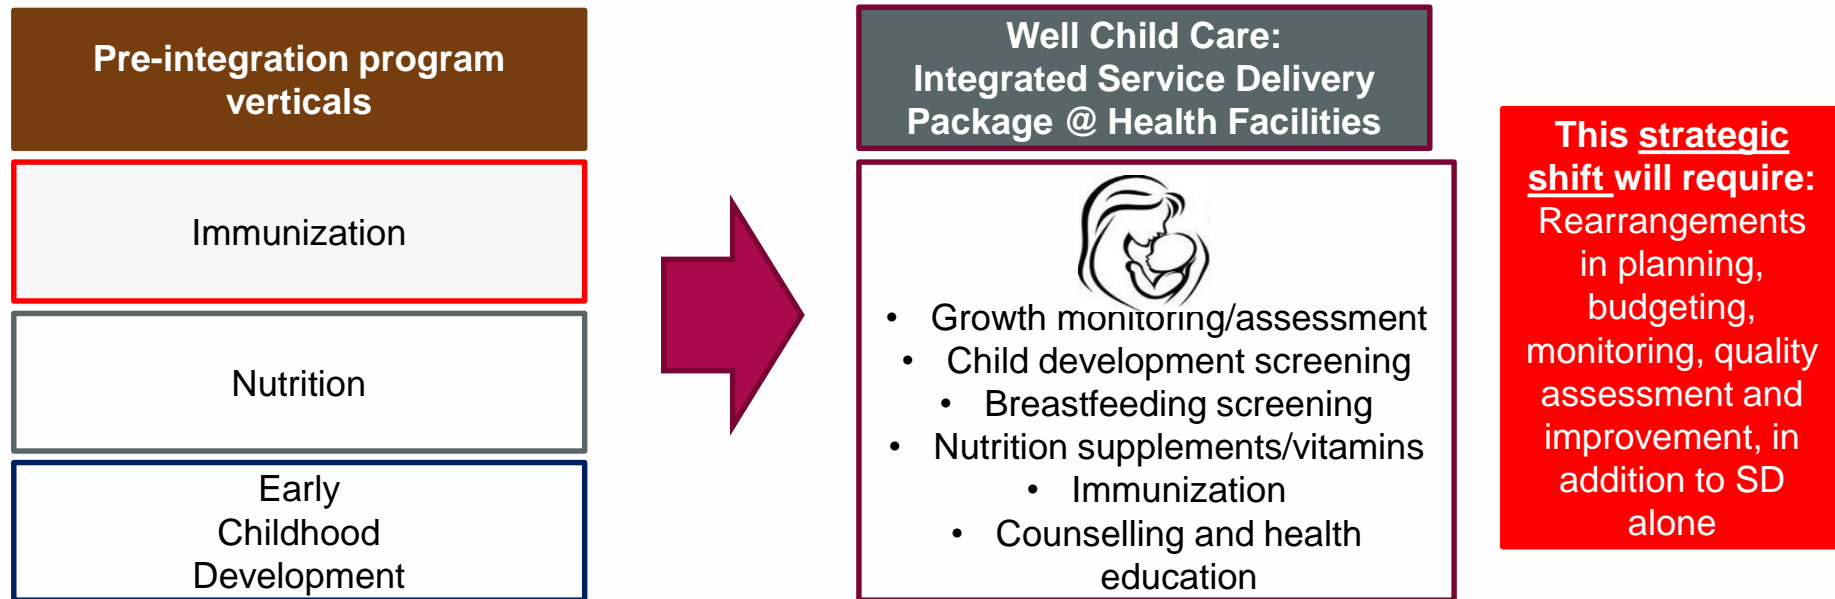 Pre-integration program
verticals
Immunization
Nutrition
Early
Childhood
Development
Well Child Care:
Integrated Service Delivery
Package @ Health Facilities
• Growth monitoring/assessment
• Child development screening
• Breastfeeding screening
• Nutrition supplements/vitamins
• Immunization
• Counselling and health
education
This strategic
shift will require:
Rearrangements
in planning,
budgeting,
monitoring, quality
assessment and
improvement, in
addition to SD
alone